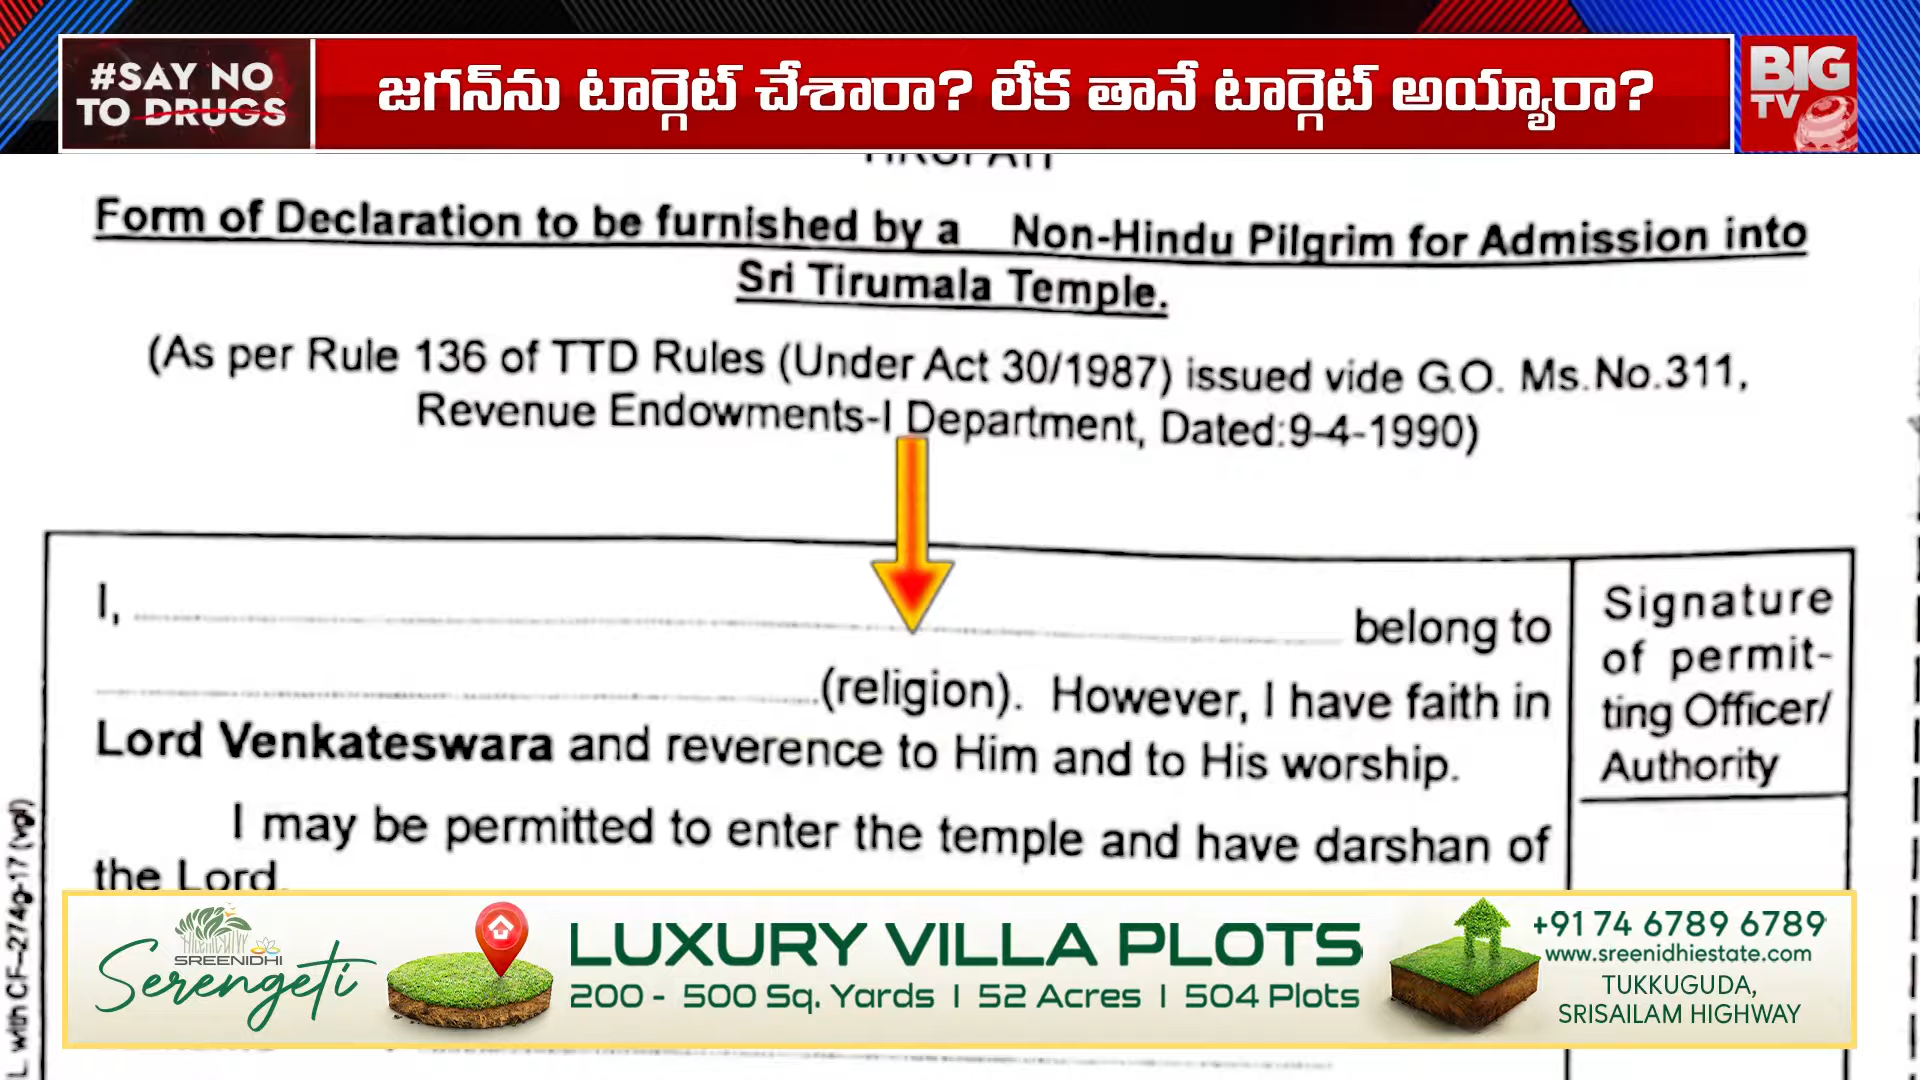 #SAY NO
TO DRUGS
జగన్‌ను టార్గెట్ చేశారా? లేక తానే టార్గెట్ అయ్యారా?
BIG
TV
Form of Declaration to be furnished by a Non-Hindu Pilgrim for Admission into
Sri Tirumala Temple.
(As per Rule 136 of TTD Rules (Under Act 30/1987) issued vide G.O. Ms.No.311,
Revenue Endowments-I Department, Dated:9-4-1990)
I, belong to
(religion). However, I have faith in
Lord Venkateswara and reverence to Him and to His worship.
I may be permitted to enter the temple and have darshan of
the Lord.
Signature
of permit-
ting Officer/
Authority
L. with CF-274g-17 (vgl)
SREENIDHI
Serengeti
LUXURY VILLA PLOTS
200 - 500 Sq. Yards I 52 Acres I 504 Plots
+91 74 6789 6789
www.sreenidhiestate.com
TUKKUGUDA,
SRISAILAM HIGHWAY